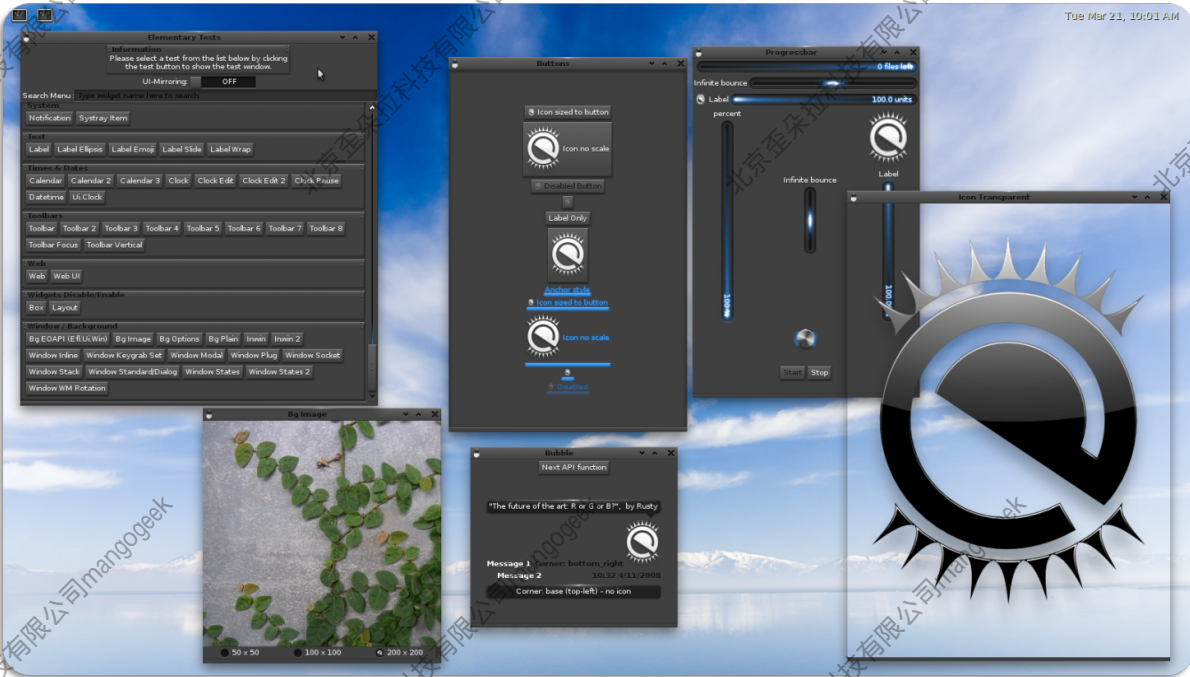 Tue Mar 21, 10:01 AM
Elementary Tests
Information
Please select a test from the list below by clicking
the test button to show the test window.
UI-Mirroring: OFF
Search Menu : Type widget name here to search
System
Notification Systray Item
Text
Label Label Ellipsis Label Emoji Label Slide Label Wrap
Times & Dates
Calendar Calendar 2 Calendar 3 Clock Clock Edit Clock Edit 2 Clock Pause
Datetime Ui.Clock
Toolbars
Toolbar Toolbar 2 Toolbar 3 Toolbar 4 Toolbar 5 Toolbar 6 Toolbar 7 Toolbar 8
Toolbar Focus Toolbar Vertical
Web
Web Web UI
Widgets Disable/Enable
Box Layout
Window / Background
Bg EOAPI (Efl.Ui.Win) Bg Image Bg Options Bg Plain Inwin Inwin 2
Window Inline Window Keygrab Set Window Modal Window Plug Window Socket
Window Stack Window Standard/Dialog Window States Window States 2
Window WM Rotation
Buttons
Icon sized to button
Icon no scale
Disabled Button
Label Only
Anchor style
Icon sized to button
Icon no scale
Disabled
Progressbar
0 files left
Infinite bounce
Label 100.0 units
percent
Label
Infinite bounce
100 %
100.0
Start Stop
Icon Transparent
Bg Image
50 x 50 100 x 100 200 x 200
Bubble
Next API function
"The future of the art: R or G or B?", by Rusty
Message 1 Corner: bottom_right
Message 2 10:32 4/11/2008
Corner: base (top-left) - no icon
北京歪朵拉科技有限公司mangogeek